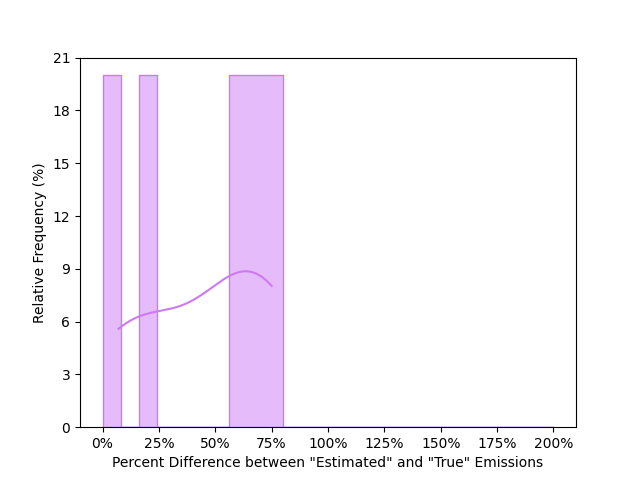 21
18
15
12
9
6
3
0
Relative Frequency (%)
0% 25% 50% 75% 100% 125% 150% 175% 200%
Percent Difference between "Estimated" and "True" Emissions